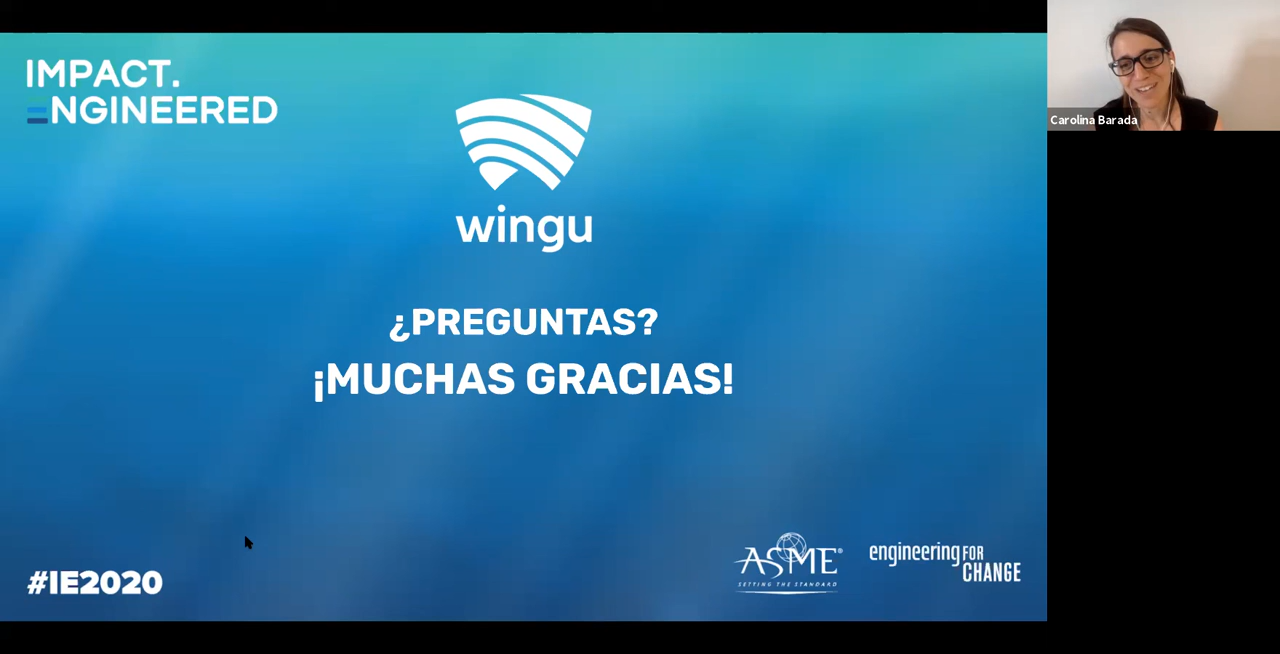 IMPACT.
ENGINEERED
wingu
¿PREGUNTAS?
¡MUCHAS GRACIAS!
#IE2020
ASME®
SETTING THE STANDARD
engineering FOR
CHANGE
Carolina Barada